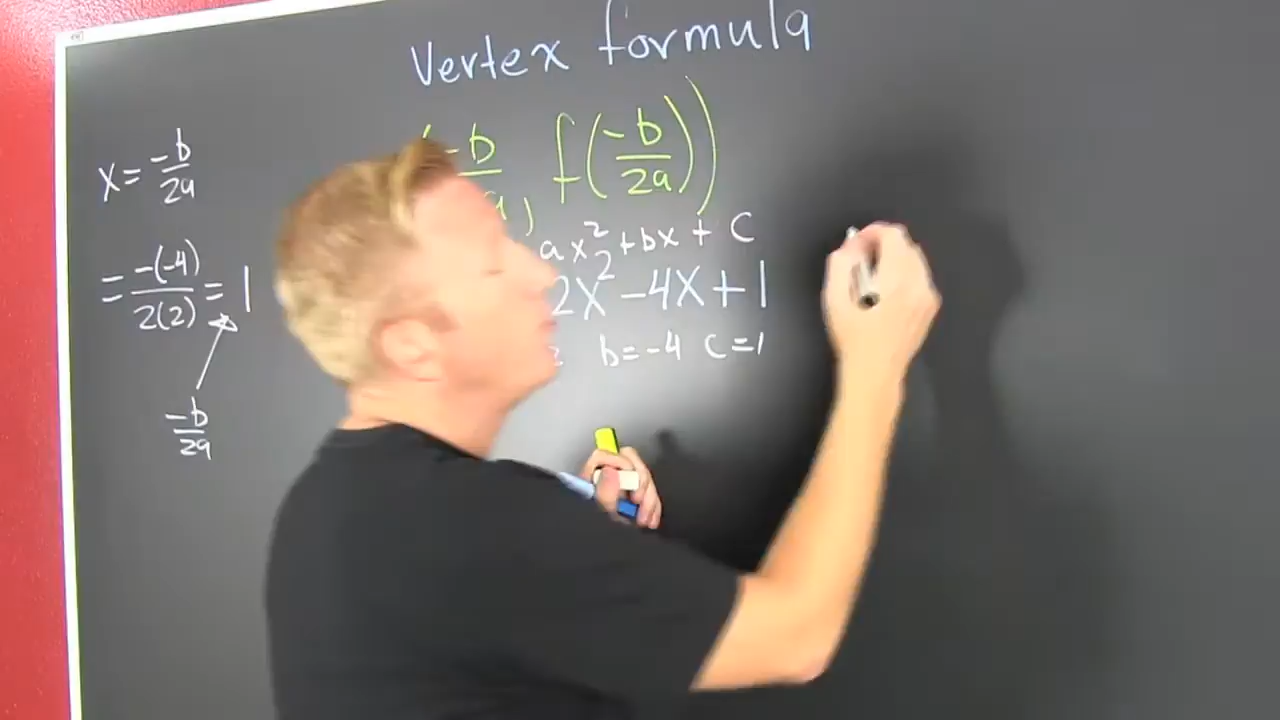 Vertex formula
x = -b/2a
-b , f(-b/2a))
ax² + bx + c
2x² - 4x + 1
= -(-4)/2(2) = 1
b = -4 c = 1
-b/2a